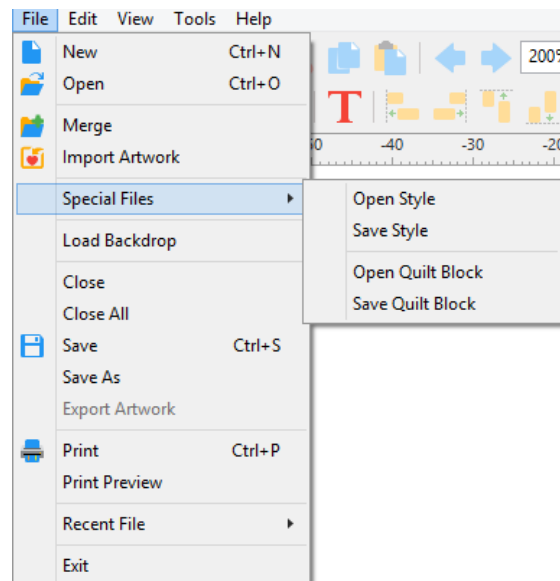 File Edit View Tools Help
New Ctrl+N
Open Ctrl+O
200%
Merge
T
Import Artwork
-40 -30
Special Files
Open Style
Save Style
Load Backdrop
Open Quilt Block
Close
Save Quilt Block
Close All
Save Ctrl+S
Save As
Export Artwork
Print Ctrl+P
Print Preview
Recent File
Exit